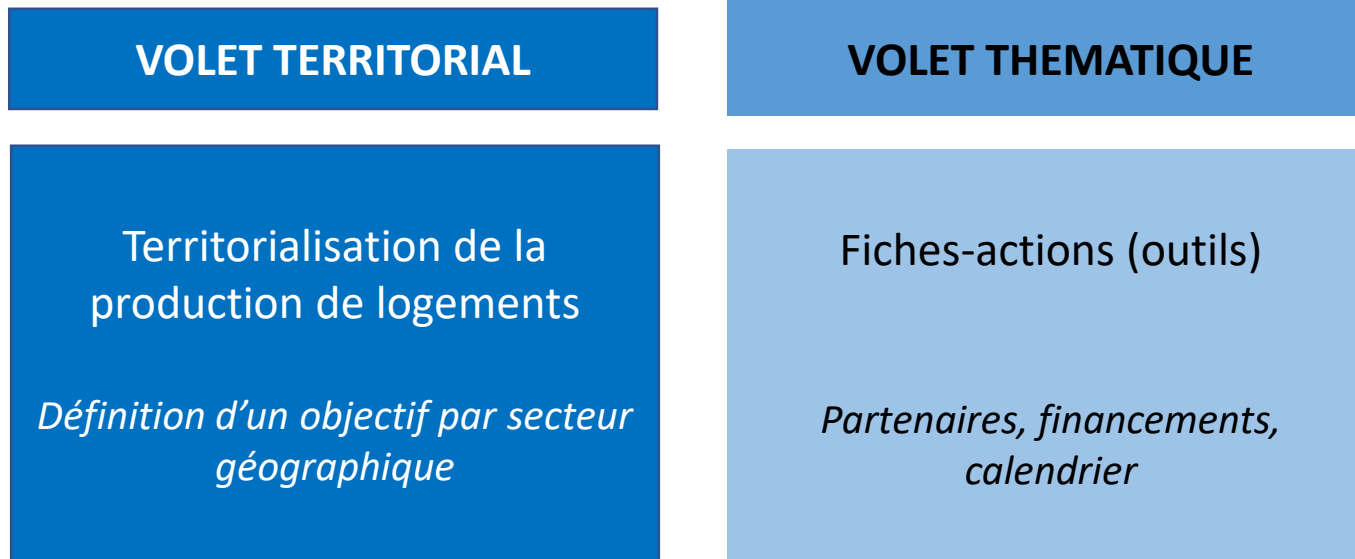 VOLET TERRITORIAL
Territorialisation de la
production de logements
Définition d’un objectif par secteur
géographique
VOLET THEMATIQUE
Fiches-actions (outils)
Partenaires, financements,
calendrier